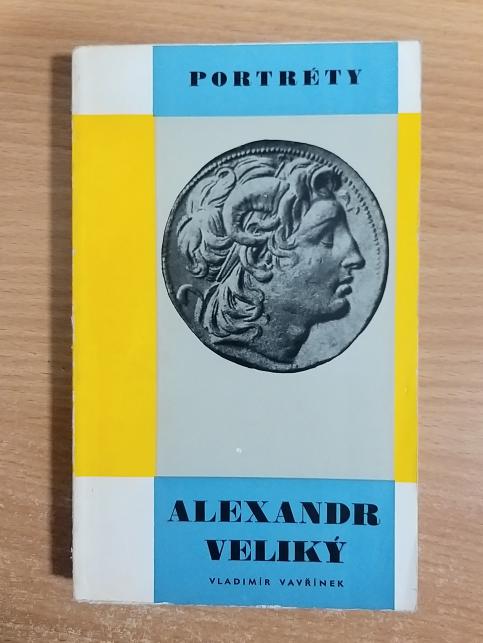 PORTRÉTY
ALEXANDR
VELIKÝ
VLADIMÍR VAVŘÍNEK